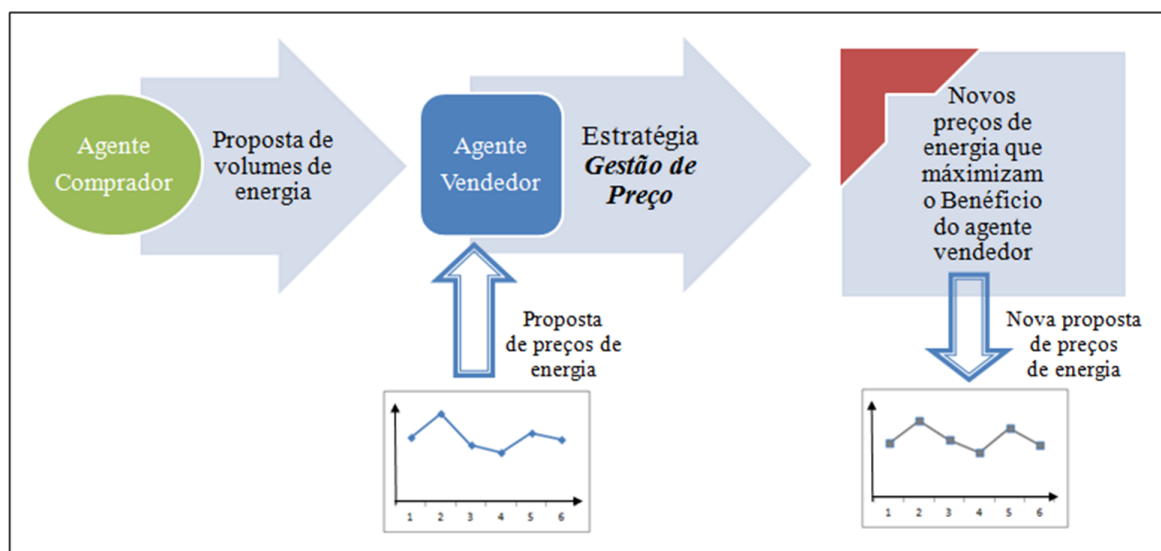 Agente
Comprador
Proposta de
volumes de
energia
Agente
Vendedor
Estratégia
Gestão de
Preço
Novos
preços de
energia que
máximizam
o Benéficio
do agente
vendedor
Proposta
de preços de
energia
Nova proposta
de preços
de energia
1 2 3 4 5 6
1 2 3 4 5 6